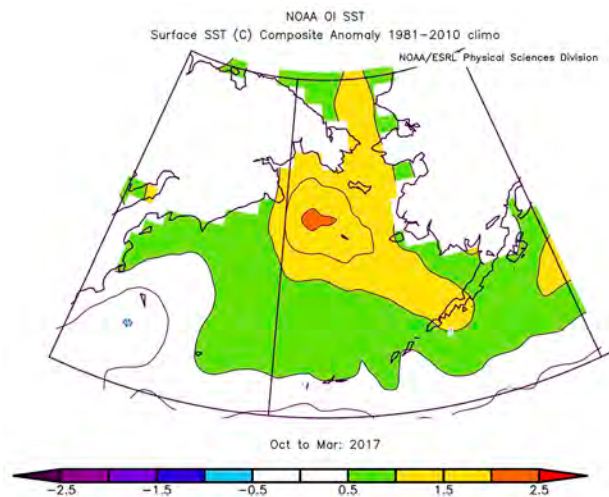 NOAA OI SST
Surface SST (C) Composite Anomaly 1981-2010 climo
NOAA/ESRL Physical Sciences Division
Oct to Mar: 2017
-2.5 -1.5 -0.5 0.5 1.5 2.5